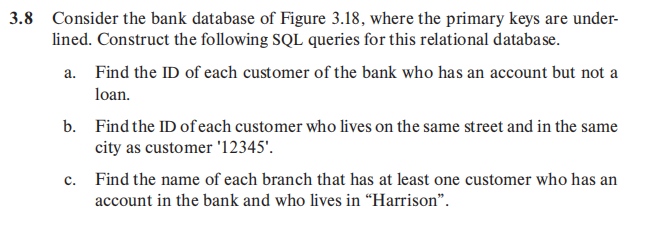 3.8 Consider the bank database of Figure 3.18, where the primary keys are under-
lined. Construct the following SQL queries for this relational database.
a. Find the ID of each customer of the bank who has an account but not a
loan.
b. Find the ID of each customer who lives on the same street and in the same
city as customer '12345'.
c. Find the name of each branch that has at least one customer who has an
account in the bank and who lives in “Harrison”.